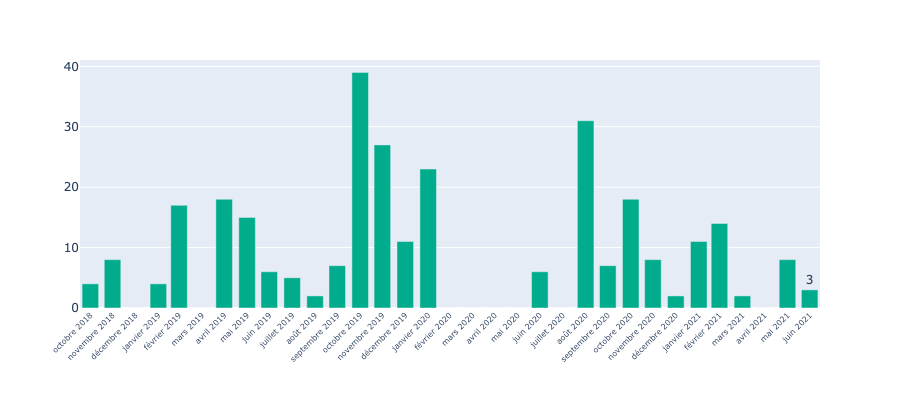 40
30
20
10
0
3
octobre 2018
novembre 2018
décembre 2018
janvier 2019
février 2019
mars 2019
avril 2019
mai 2019
juin 2019
juillet 2019
août 2019
septembre 2019
octobre 2019
novembre 2019
décembre 2019
janvier 2020
février 2020
mars 2020
avril 2020
mai 2020
juin 2020
juillet 2020
août 2020
septembre 2020
octobre 2020
novembre 2020
décembre 2020
janvier 2021
février 2021
mars 2021
avril 2021
mai 2021
juin 2021